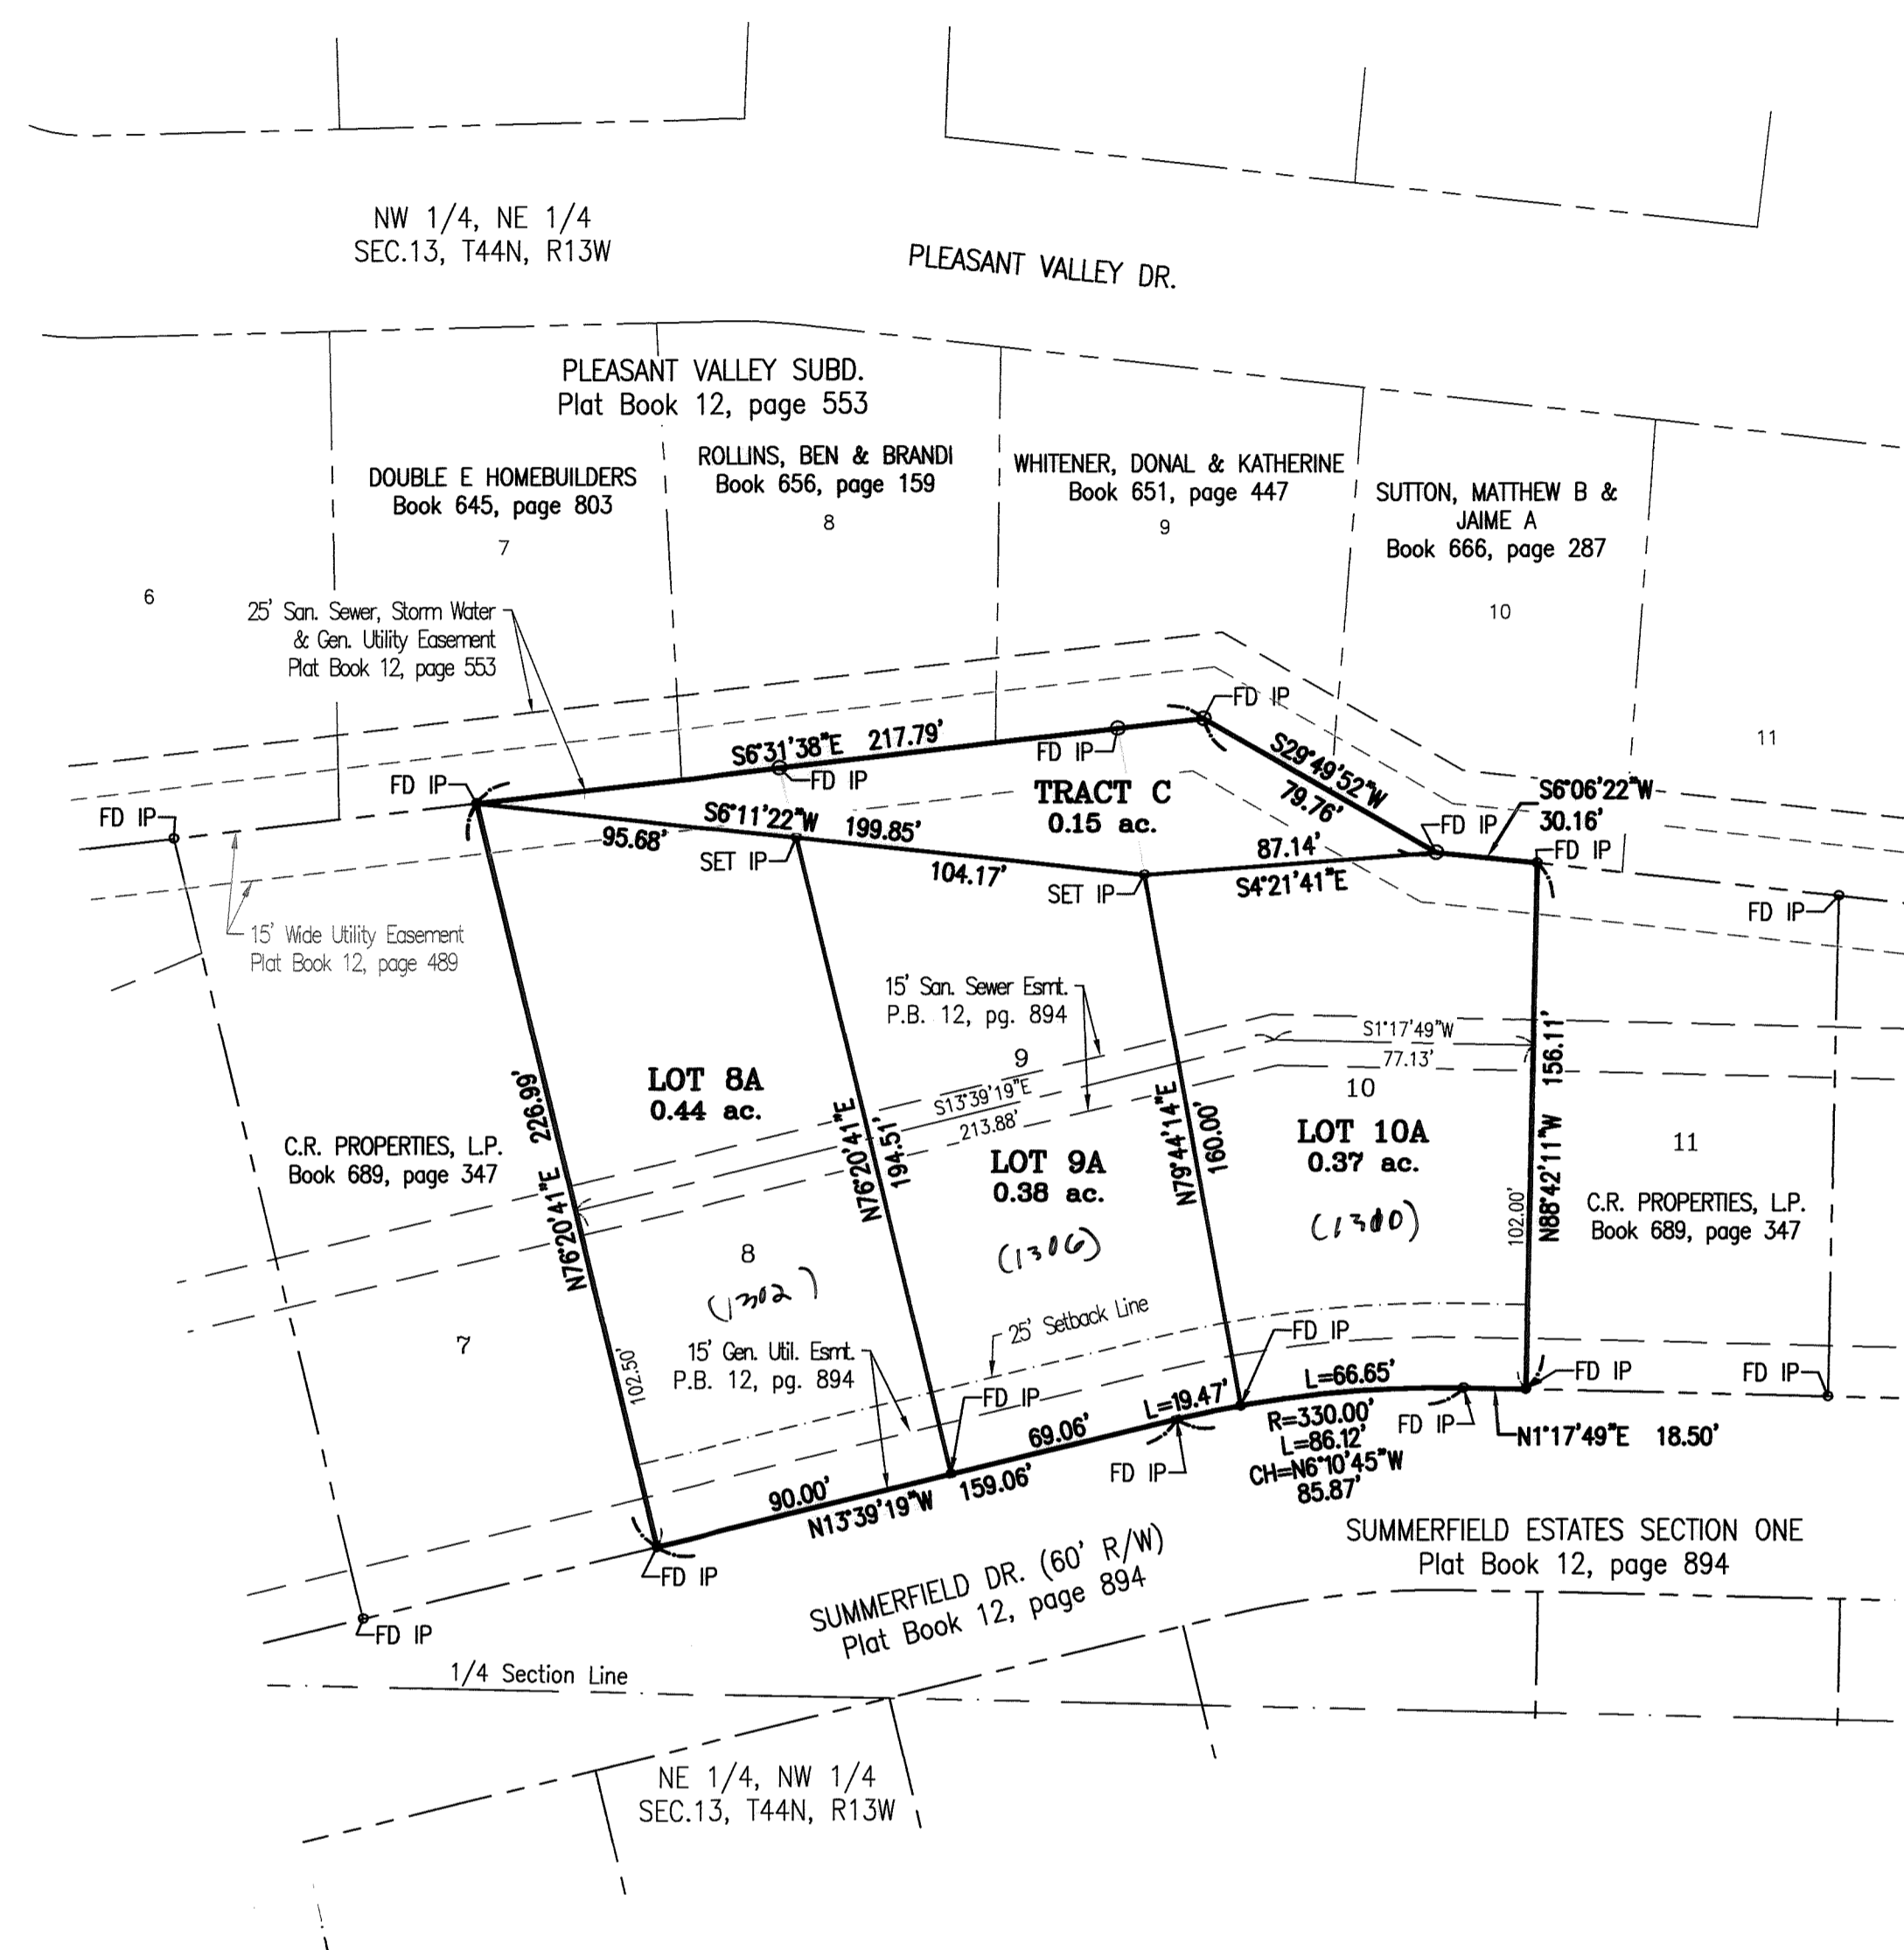 NW 1/4, NE 1/4
SEC.13, T44N, R13W
PLEASANT VALLEY DR.
PLEASANT VALLEY SUBD.
Plat Book 12, page 553
DOUBLE E HOMEBUILDERS
Book 645, page 803
7
ROLLINS, BEN & BRANDI
Book 656, page 159
8
WHITENER, DONAL & KATHERINE
Book 651, page 447
9
SUTTON, MATTHEW B &
JAIME A
Book 666, page 287
10
6
11
25' San. Sewer, Storm Water
& Gen. Utility Easement
Plat Book 12, page 553
FD IP
FD IP
S6°31'38"E 217.79'
FD IP
FD IP
FD IP
S29°49'52"W
79.76'
TRACT C
0.15 ac.
S6°06'22"W
30.16'
FD IP
FD IP
FD IP
S6°11'22"W 199.85'
95.68'
SET IP
104.17'
SET IP
87.14'
S4°21'41"E
15' Wide Utility Easement
Plat Book 12, page 489
15' San. Sewer Esmt.
P.B. 12, pg. 894
S1°17'49"W
77.13'
9
S13°39'19"E
213.88'
10
LOT 8A
0.44 ac.
LOT 9A
0.38 ac.
LOT 10A
0.37 ac.
N76°20'41"E 226.99'
102.50'
N76°20'41"E
194.51'
N79°44'14"E
160.00'
N88°42'11"W 156.11'
102.00'
C.R. PROPERTIES, L.P.
Book 689, page 347
7
11
C.R. PROPERTIES, L.P.
Book 689, page 347
8
(1302)
(1306)
(1300)
15' Gen. Util. Esmt.
P.B. 12, pg. 894
25' Setback Line
FD IP
FD IP
FD IP
FD IP
FD IP
FD IP
FD IP
FD IP
90.00'
69.06'
N13°39'19"W 159.06'
L=19.47'
L=66.65'
R=330.00'
L=86.12'
CH=N6°10'45"W
85.87'
N1°17'49"E 18.50'
SUMMERFIELD DR. (60' R/W)
Plat Book 12, page 894
SUMMERFIELD ESTATES SECTION ONE
Plat Book 12, page 894
1/4 Section Line
NE 1/4, NW 1/4
SEC.13, T44N, R13W